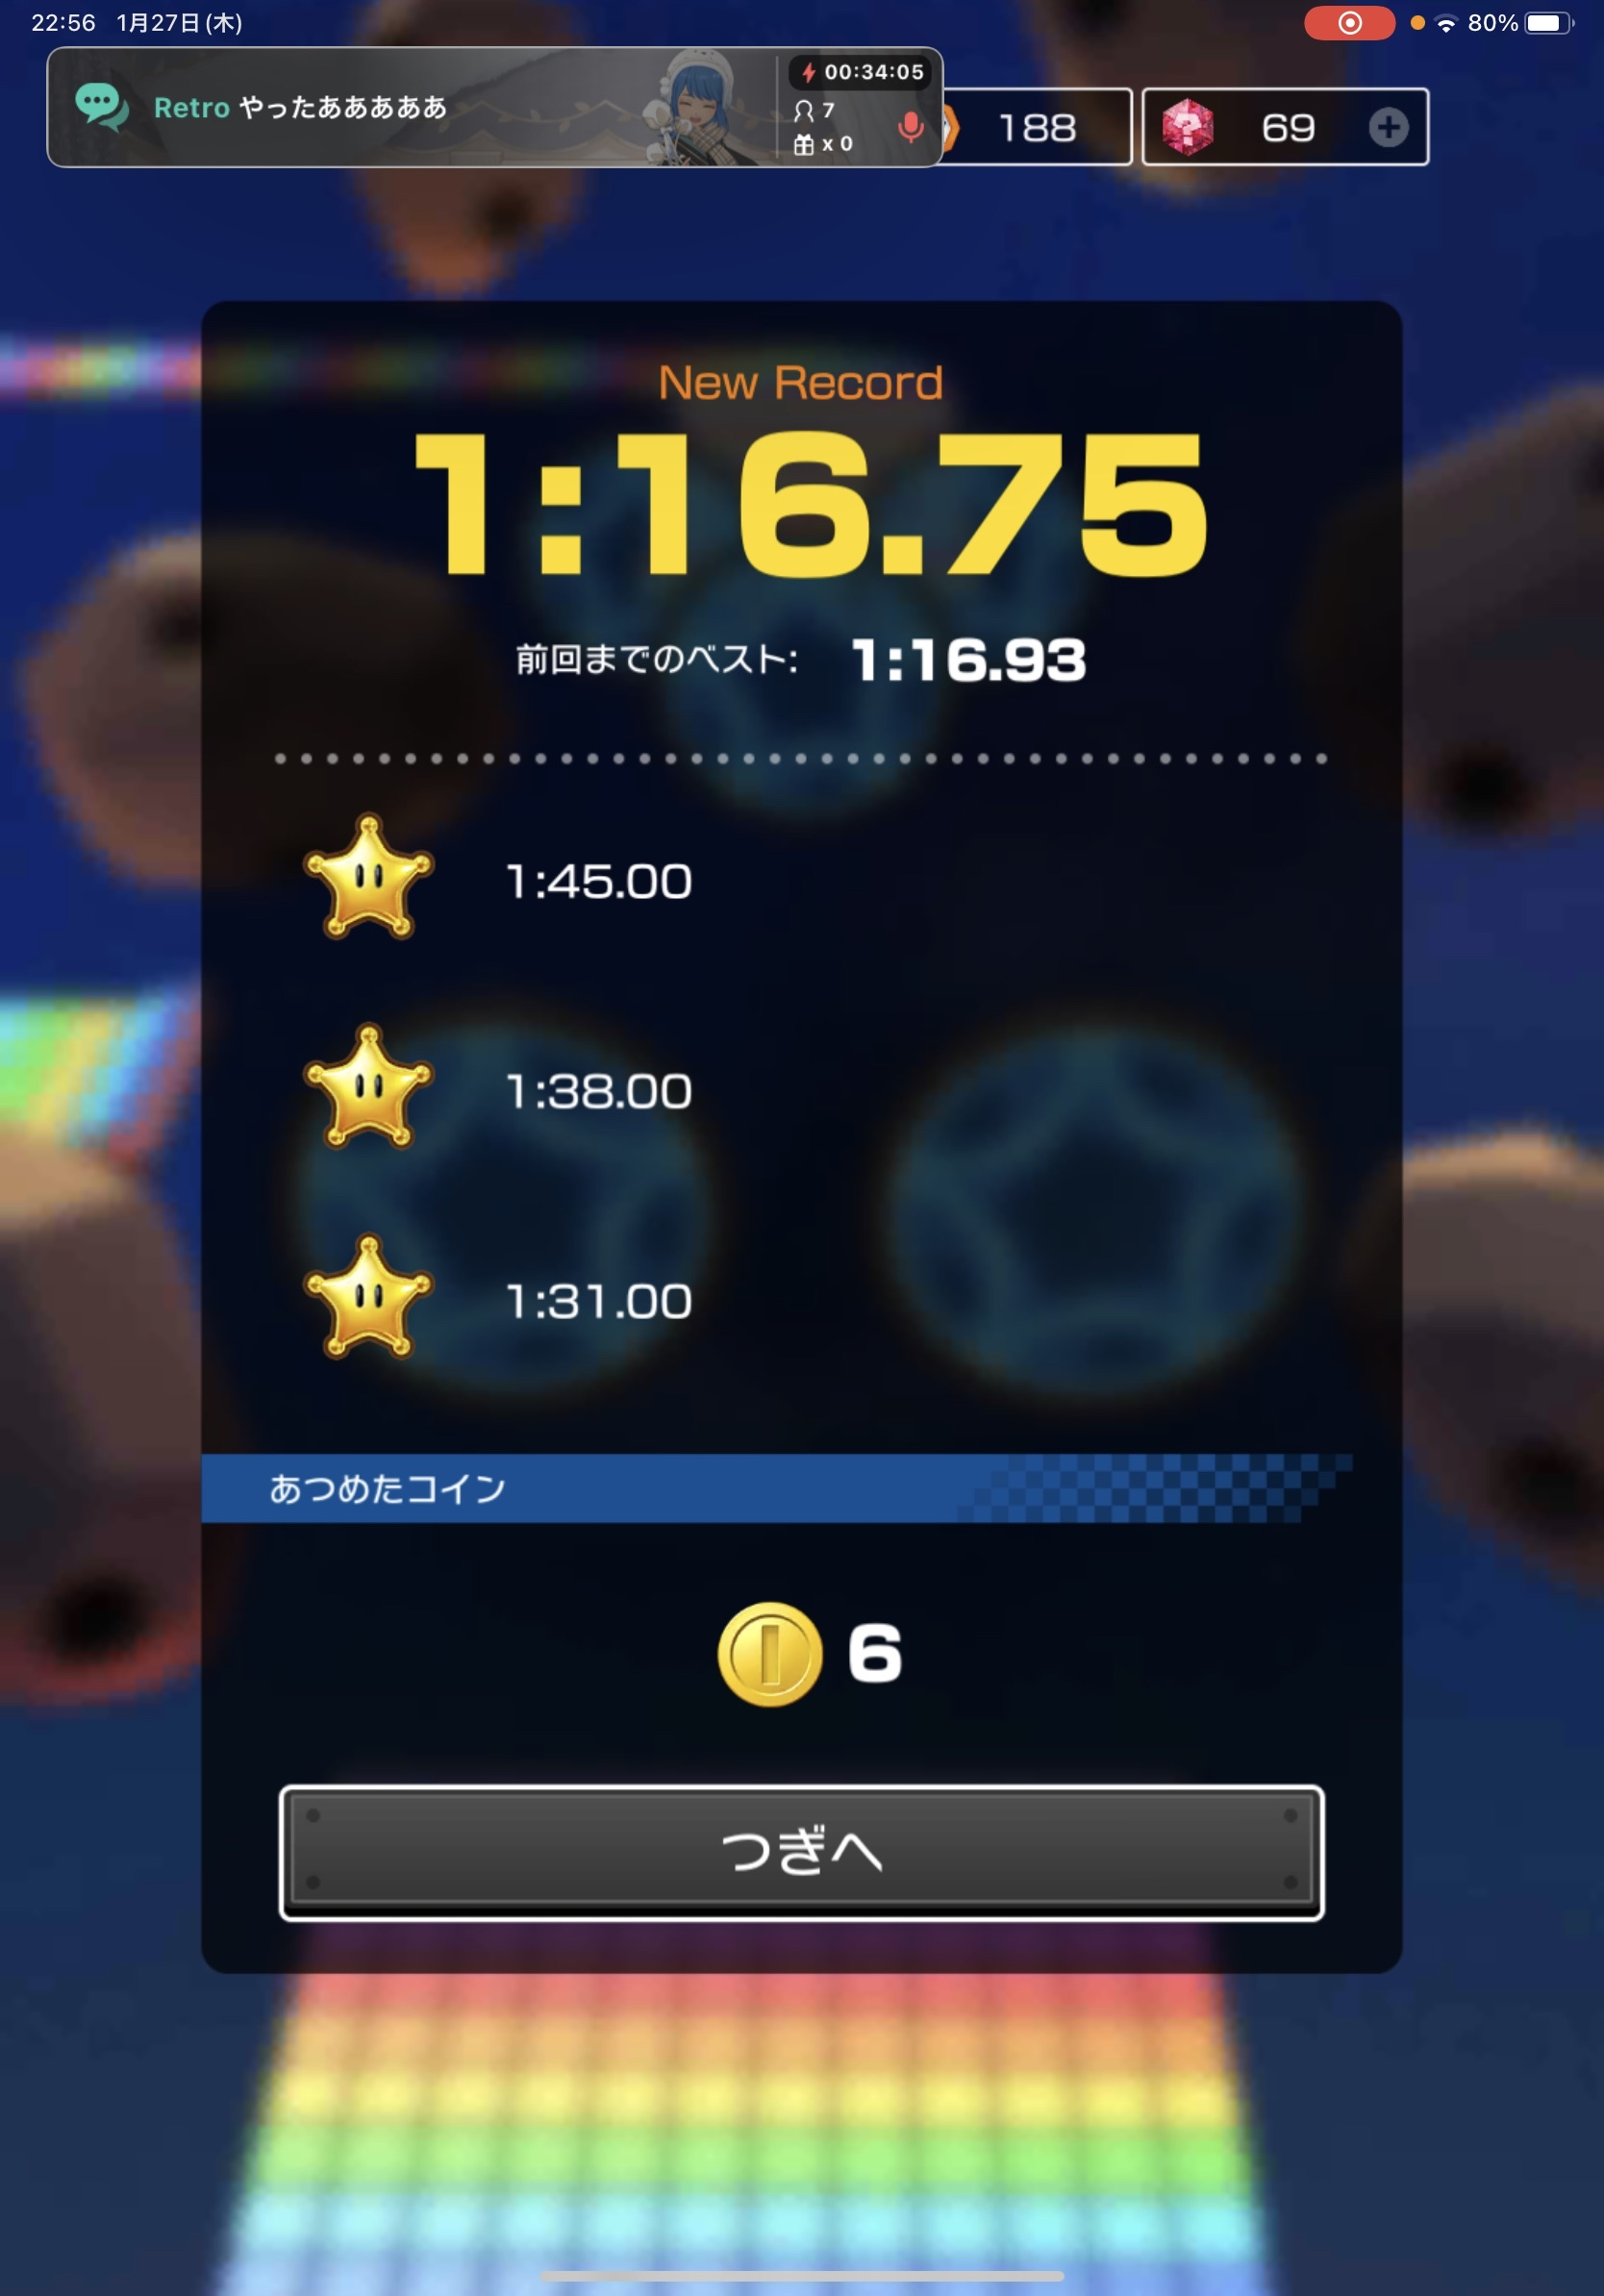 22:56 1月27日(木)
80%
Retro やったあああああ
00:34:05
7
x 0
188
69
New Record
1:16.75
前回までのベスト: 1:16.93
1:45.00
1:38.00
1:31.00
あつめたコイン
6
つぎへ